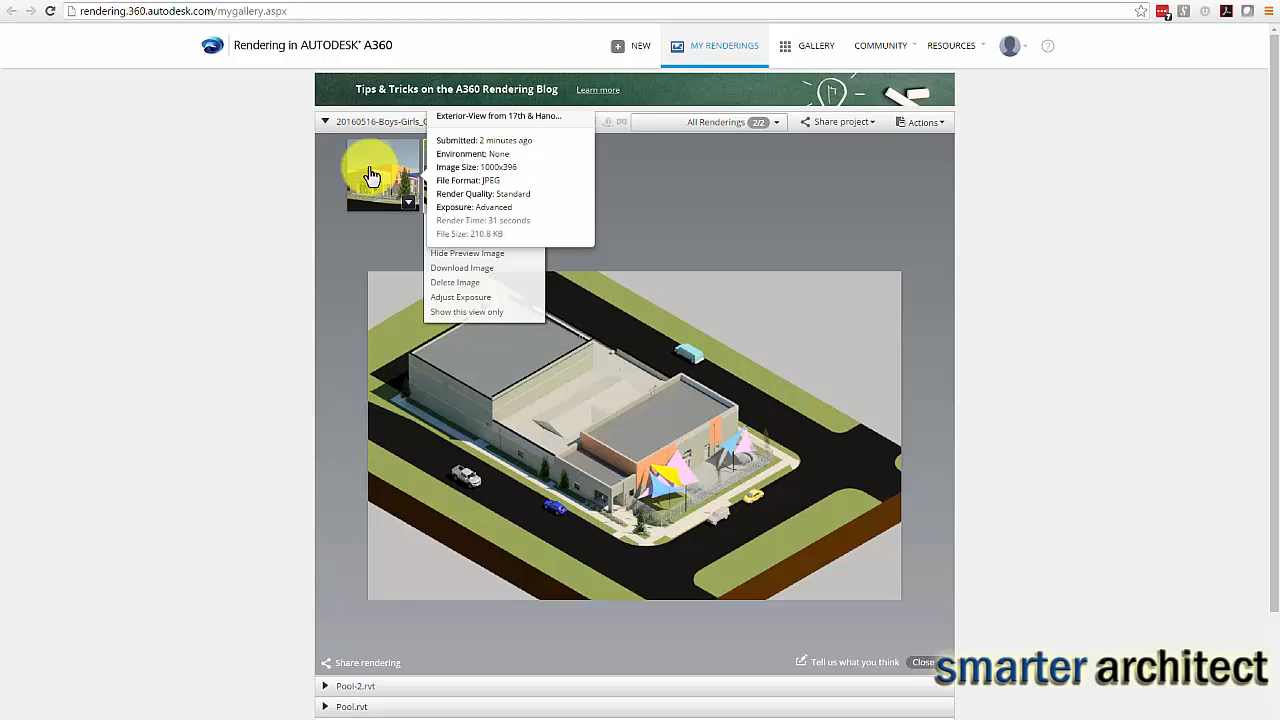 rendering.360.autodesk.com/mygallery.aspx
7
Rendering in AUTODESK® A360
NEW
MY RENDERINGS
GALLERY
COMMUNITY
RESOURCES
?
Tips & Tricks on the A360 Rendering Blog
Learn more
20160516-Boys-Girls_
All Renderings 2/2
Share project
Actions
Exterior-View from 17th & Hano...
Submitted: 2 minutes ago
Environment: None
Image Size: 1000x396
File Format: JPEG
Render Quality: Standard
Exposure: Advanced
Render Time: 31 seconds
File Size: 210.8 KB
Hide Preview Image
Download Image
Delete Image
Adjust Exposure
Show this view only
Share rendering
Tell us what you think
Close
smarter architect
Pool-2.rvt
Pool.rvt